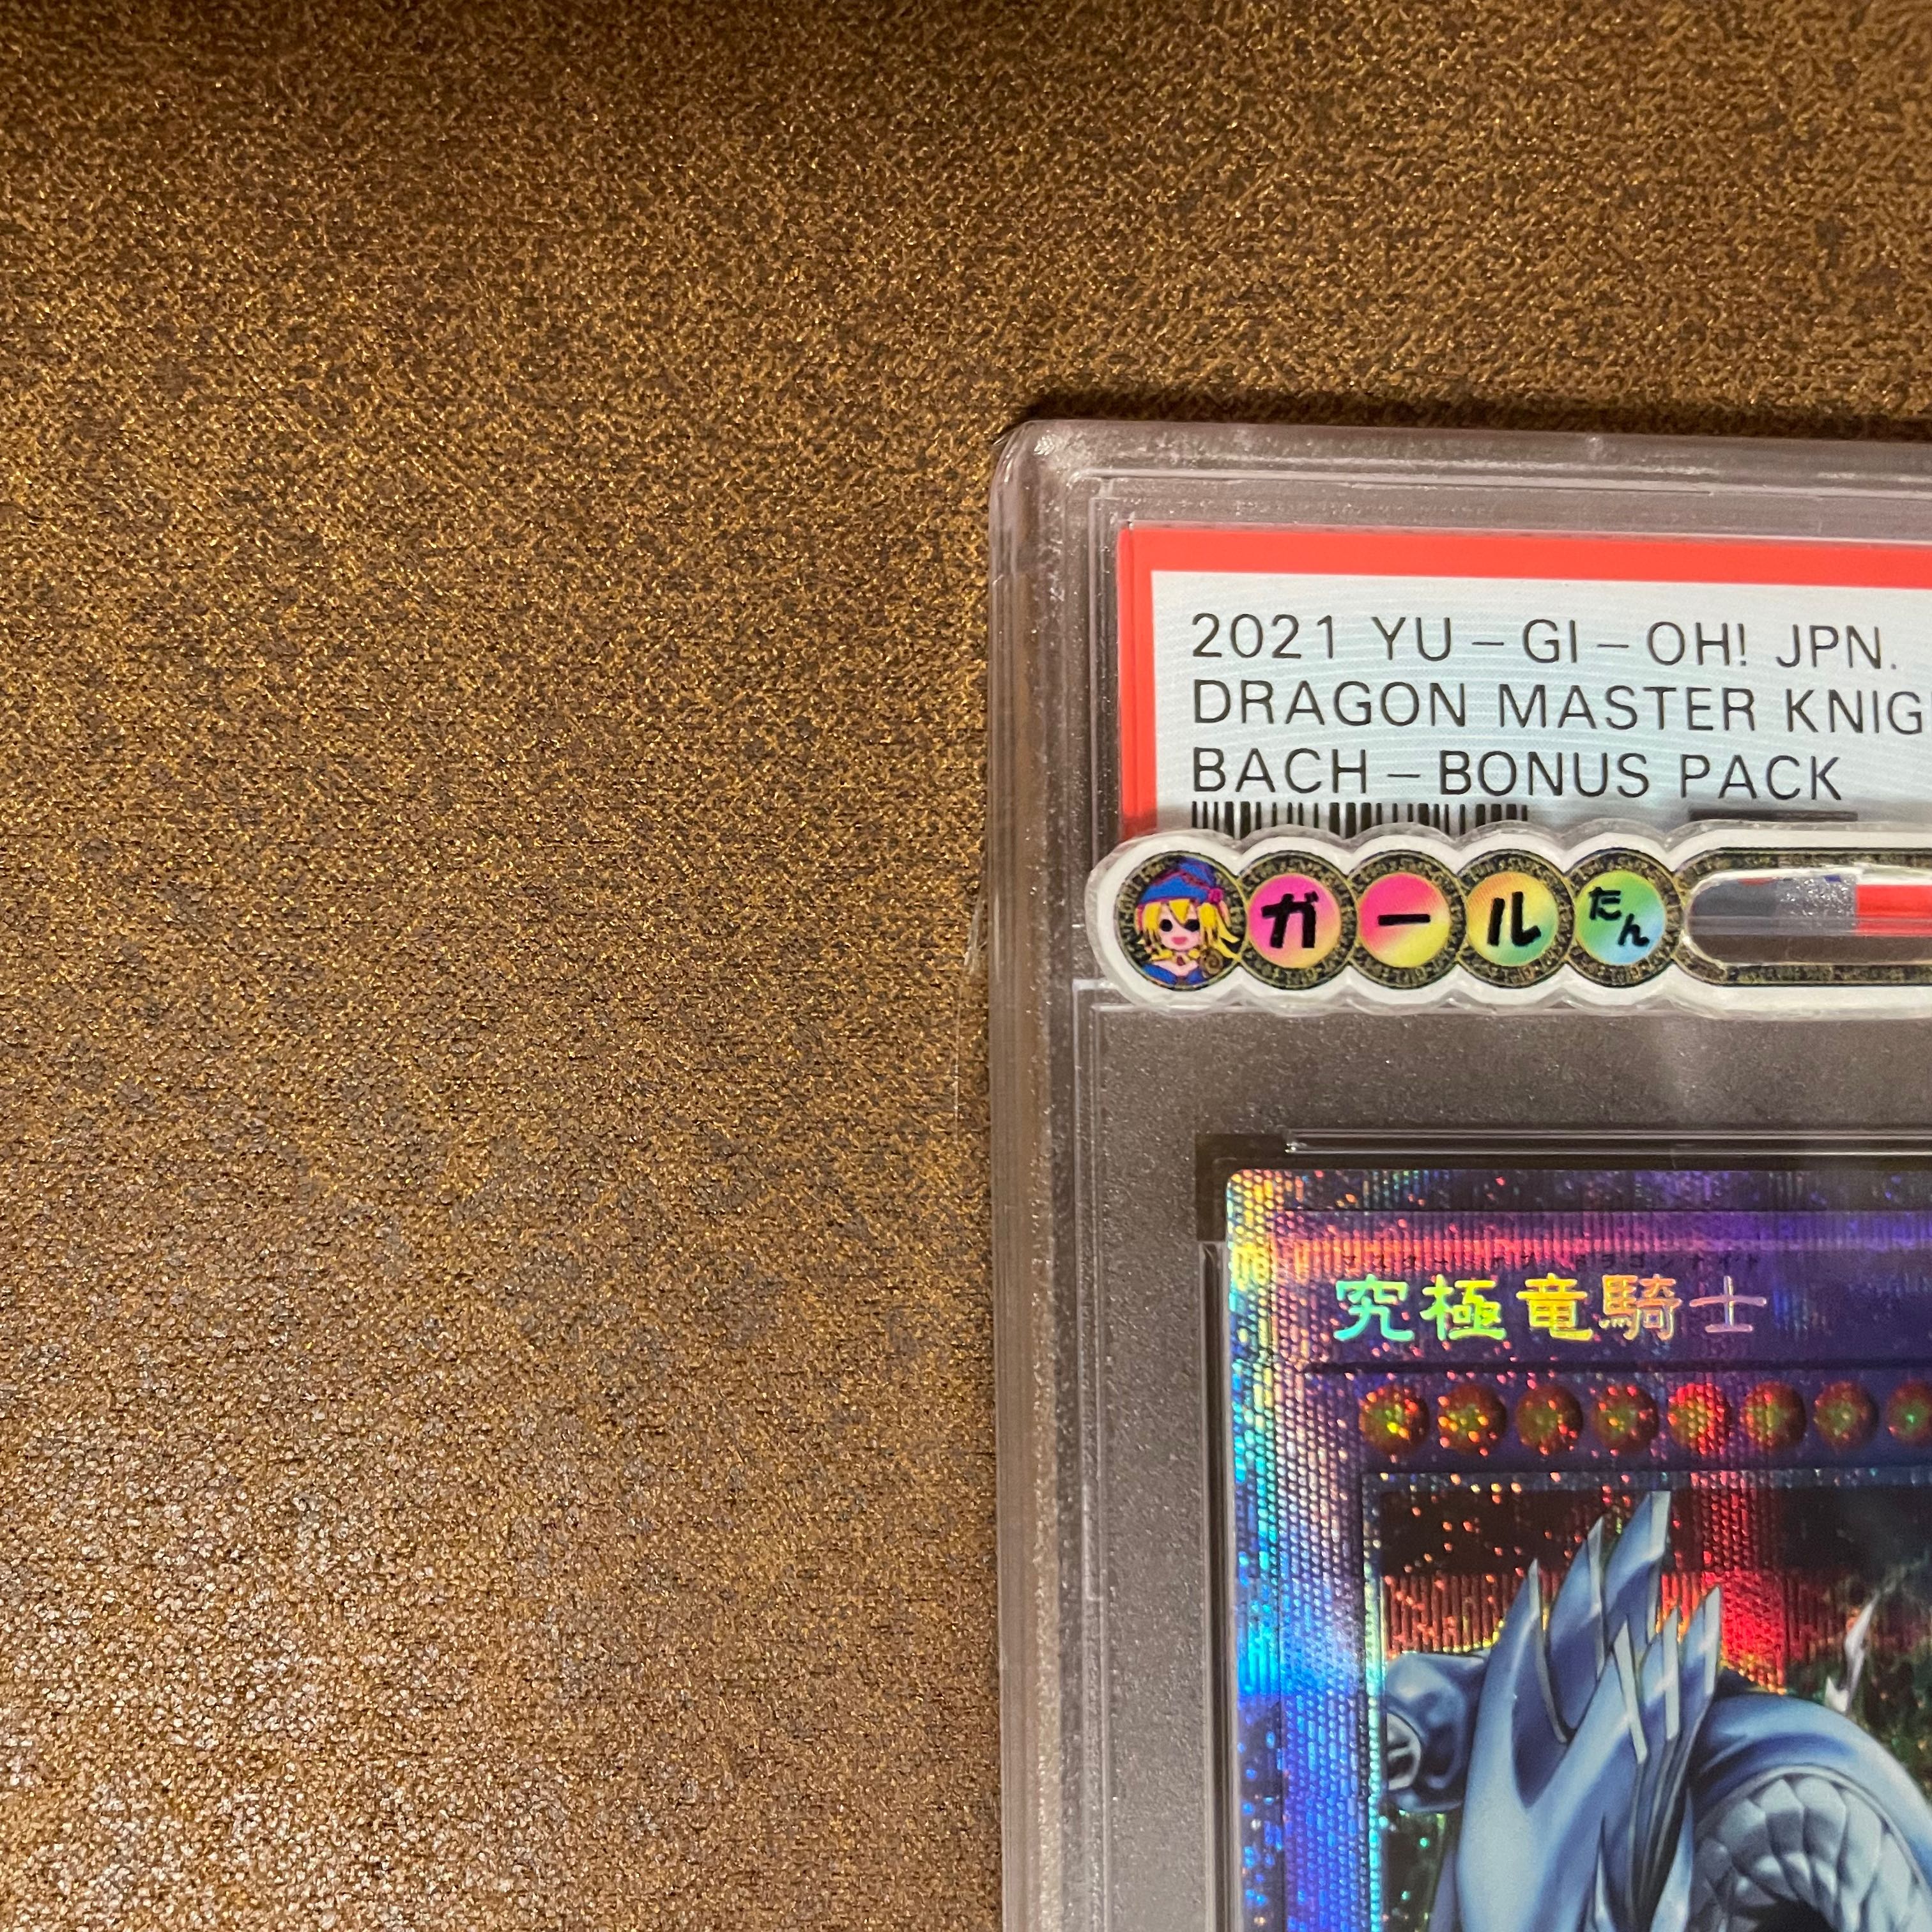 2021 YU-GI-OH! JPN.
DRAGON MASTER KNIG
BACH-BONUS PACK
ガールたん
究極竜騎士